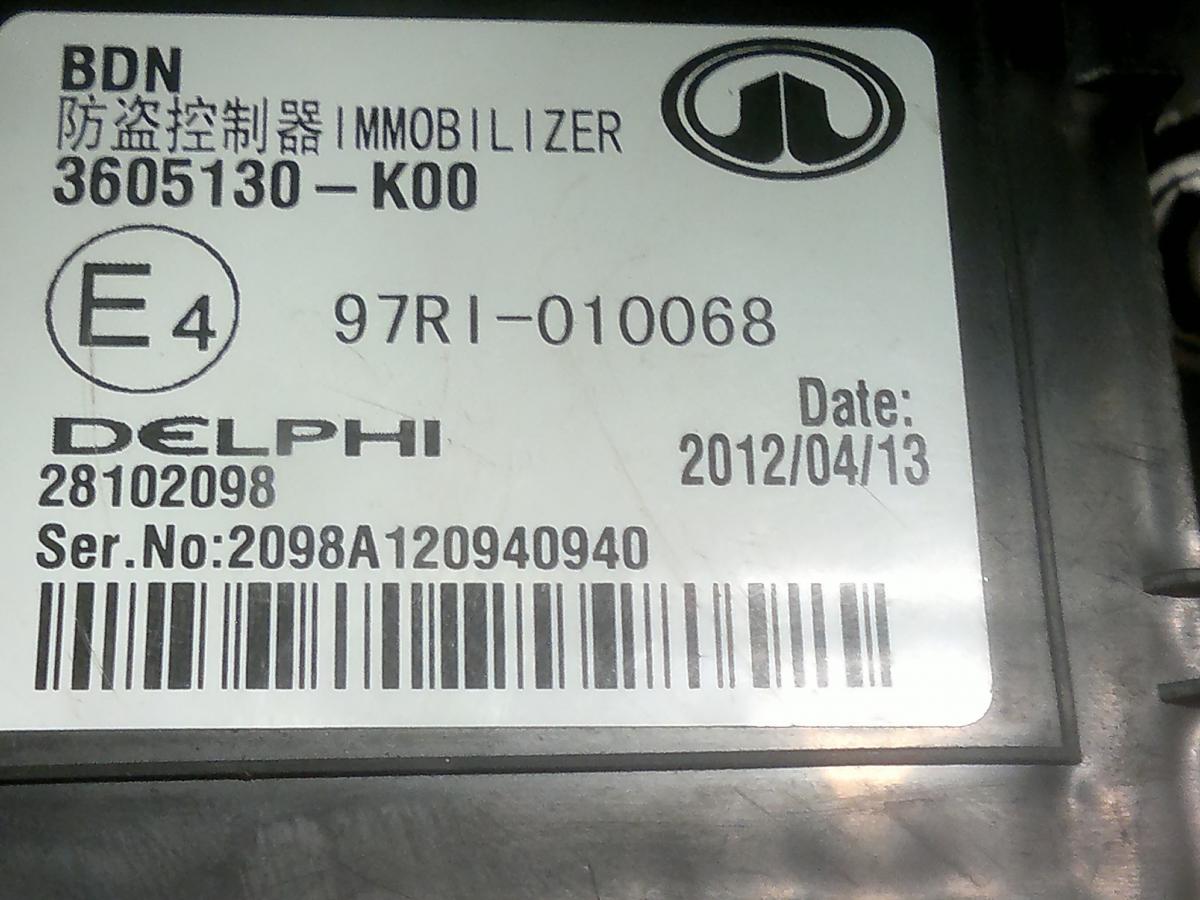 BDN
防盗控制器IMMOBILIZER
3605130-K00
E4 97RI-010068
DELPHI
Date:
28102098
2012/04/13
Ser.No:2098A120940940